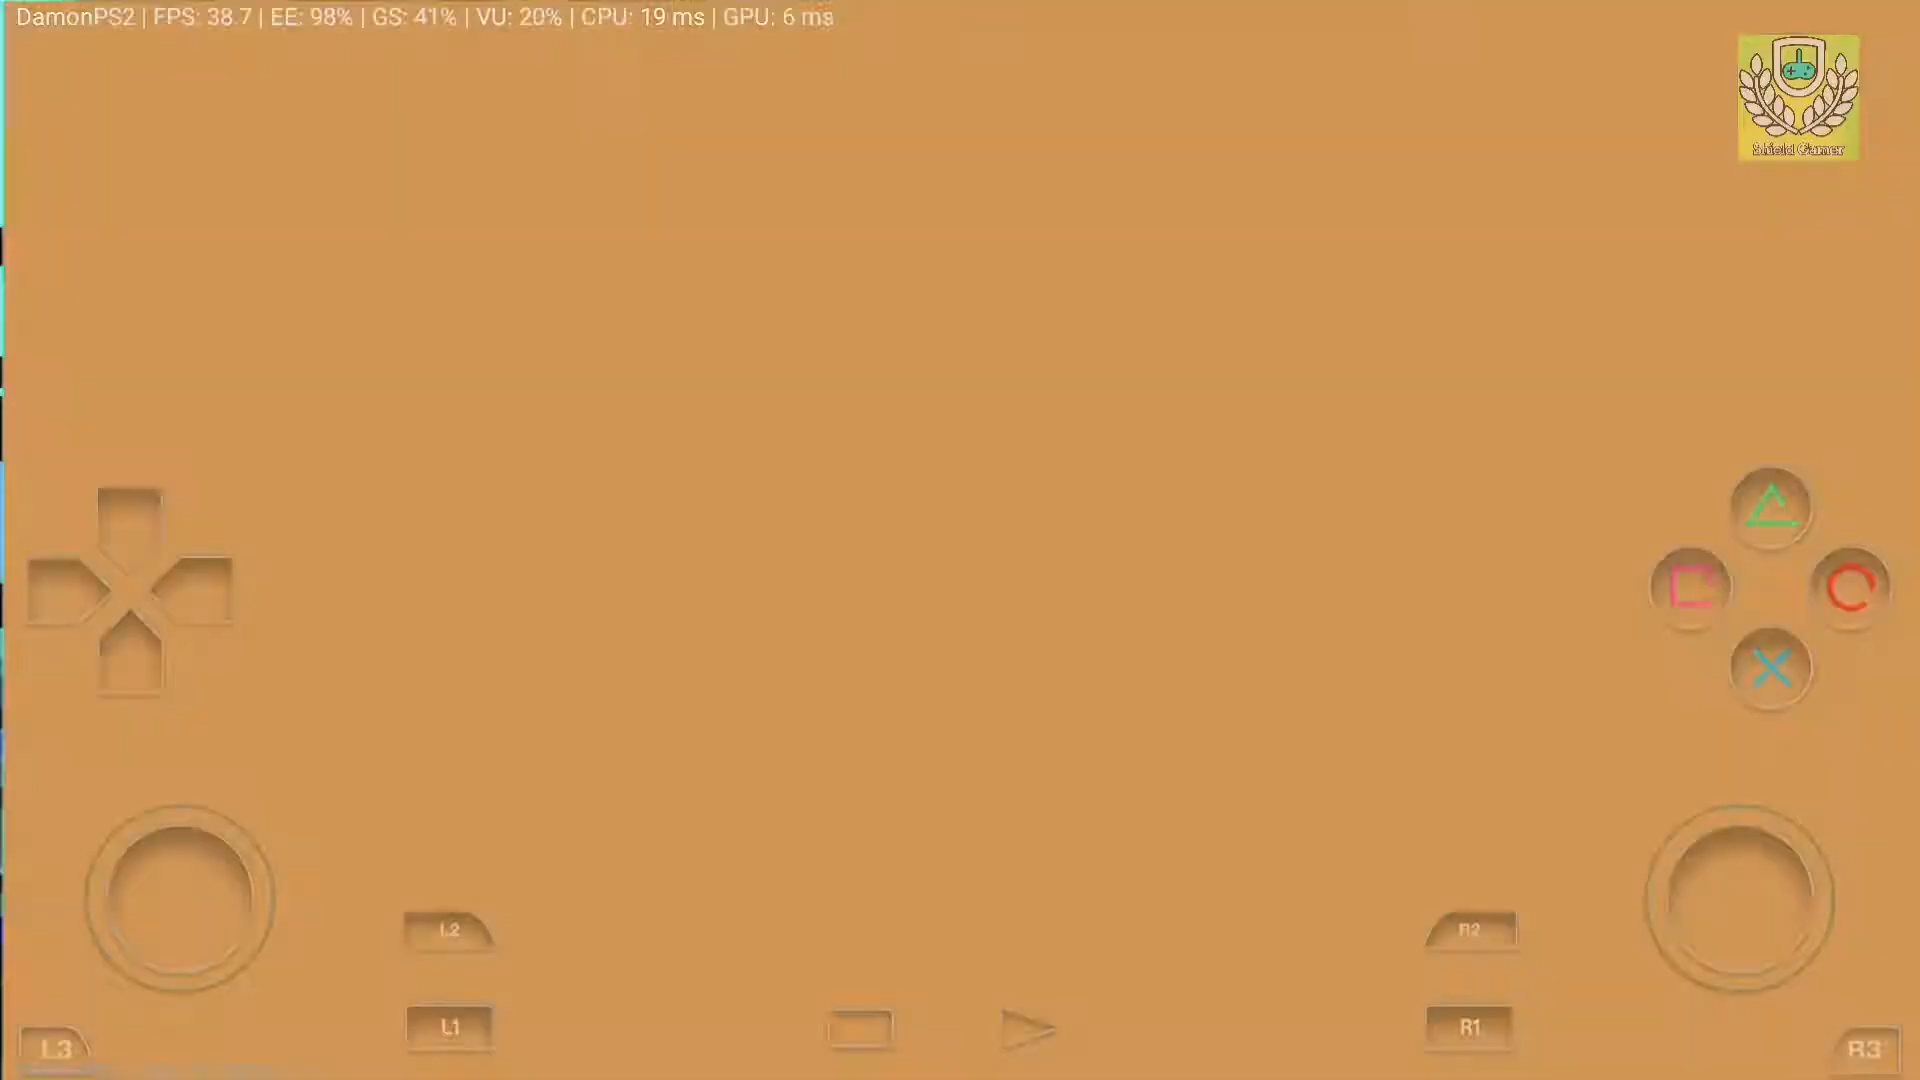 DamonPS2 | FPS: 38.7 | EE: 98% | GS: 41% | VU: 20% | CPU: 19 ms | GPU: 6 ms
Shield Gamer
L2
R2
L1
R1
L3
R3